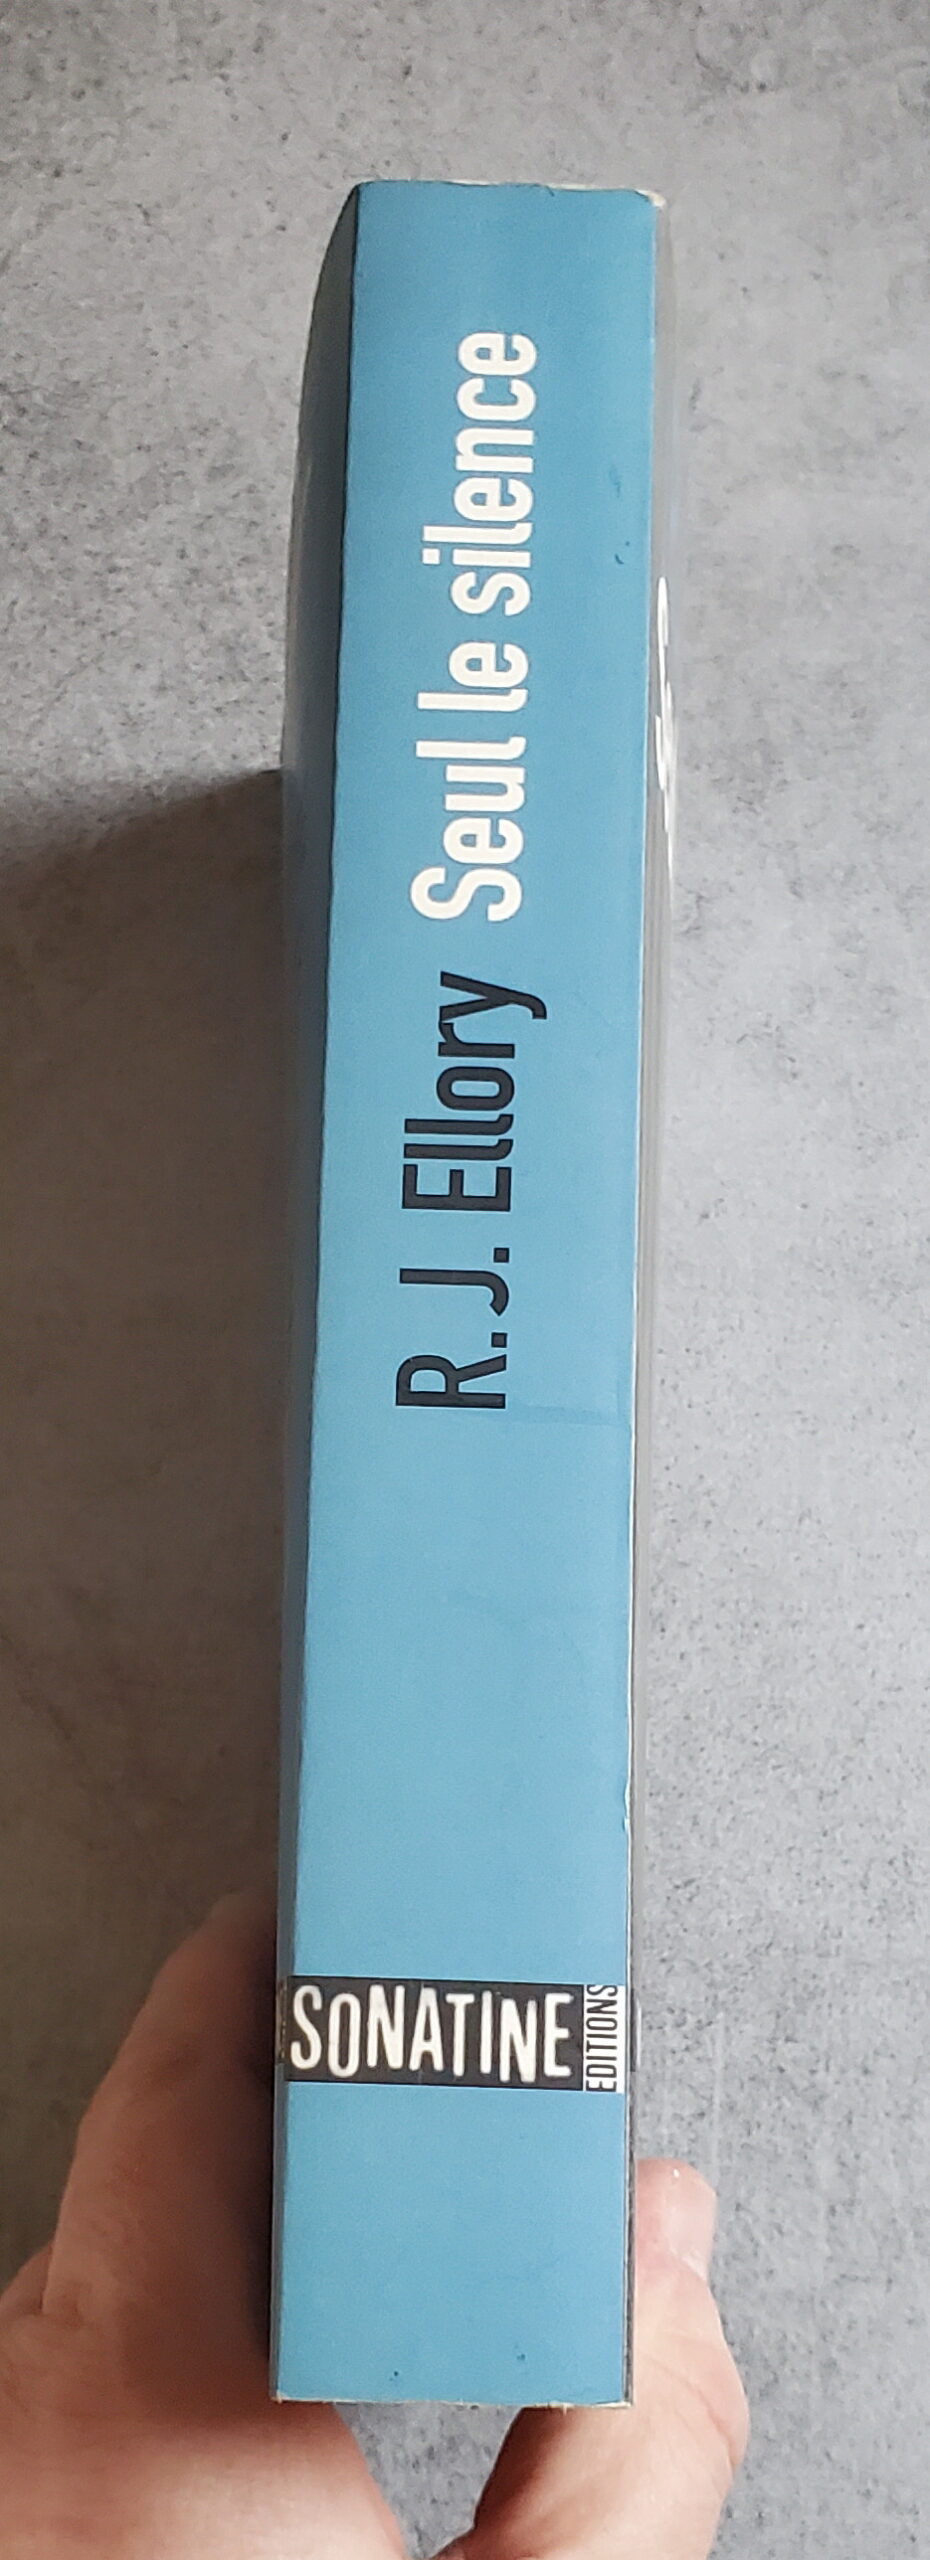 R. J. Ellory Seul le silence
SONATINE
EDITIONS